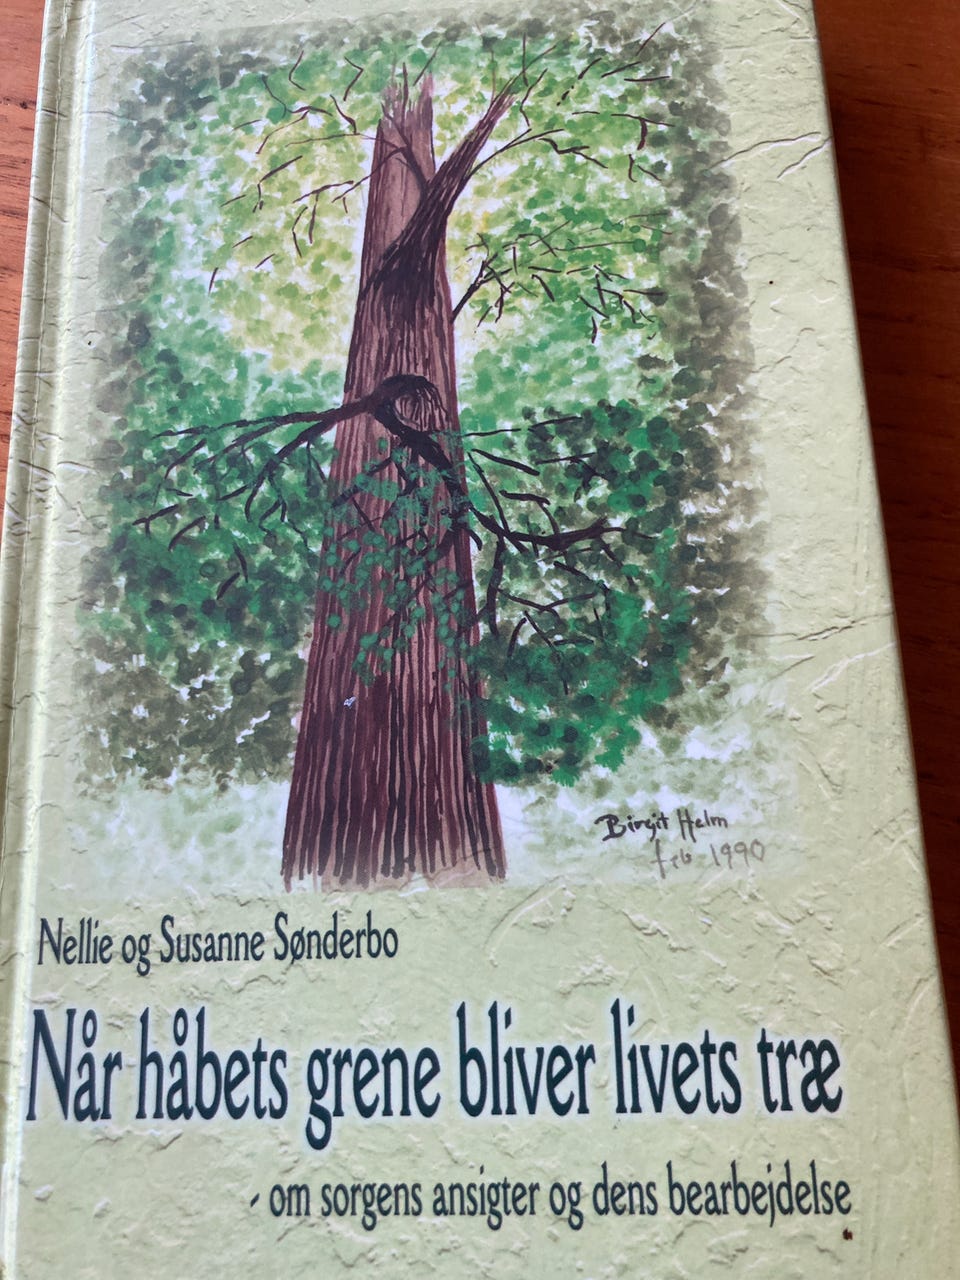 Birgit Helm
feb 1990
Nellie og Susanne Sønderbo
Når håbets grene bliver livets træ
- om sorgens ansigter og dens bearbejdelse